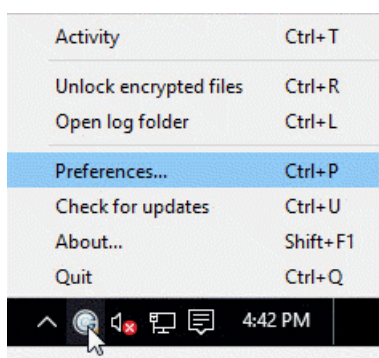 Activity Ctrl+T
Unlock encrypted files Ctrl+R
Open log folder Ctrl+L
Preferences... Ctrl+P
Check for updates Ctrl+U
About... Shift+F1
Quit Ctrl+Q
4:42 PM